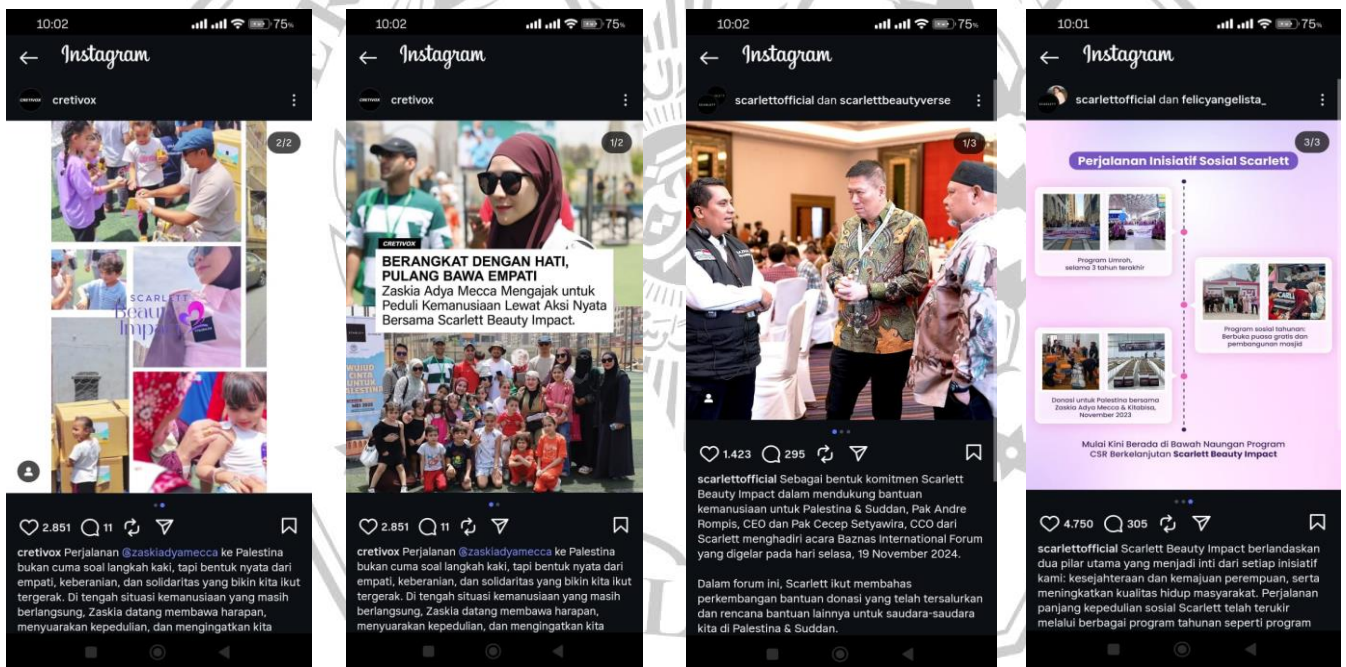 10:02
75%
Instagram
cretivox
2/2
SCARLETT
Beauty
Impact
2.851 11
cretivox Perjalanan @zaskiadyamecca ke Palestina
bukan cuma soal langkah kaki, tapi bentuk nyata dari
empati, keberanian, dan solidaritas yang bikin kita ikut
tergerak. Di tengah situasi kemanusiaan yang masih
berlangsung, Zaskia datang membawa harapan,
menyuarakan kepedulian, dan mengingatkan kita
10:02
75%
Instagram
cretivox
1/2
CRETIVOX
BERANGKAT DENGAN HATI,
PULANG BAWA EMPATI
Zaskia Adya Mecca Mengajak untuk
Peduli Kemanusiaan Lewat Aksi Nyata
Bersama Scarlett Beauty Impact.
WUJUD
CINTA
UNTUK
PALESTINA
2.851 11
cretivox Perjalanan @zaskiadyamecca ke Palestina
bukan cuma soal langkah kaki, tapi bentuk nyata dari
empati, keberanian, dan solidaritas yang bikin kita ikut
tergerak. Di tengah situasi kemanusiaan yang masih
berlangsung, Zaskia datang membawa harapan,
menyuarakan kepedulian, dan mengingatkan kita
10:02
75%
Instagram
scarlettofficial dan scarlettbeautyverse
1/3
1.423 295
scarlettofficial Sebagai bentuk komitmen Scarlett
Beauty Impact dalam mendukung bantuan
kemanusiaan untuk Palestina & Suddan, Pak Andre
Rompis, CEO dan Pak Cecep Setyawira, CCO dari
Scarlett menghadiri acara Baznas International Forum
yang digelar pada hari selasa, 19 November 2024.
Dalam forum ini, Scarlett ikut membahas
perkembangan bantuan donasi yang telah tersalurkan
dan rencana bantuan lainnya untuk saudara-saudara
kita di Palestina & Suddan.
10:01
75%
Instagram
scarlettofficial dan felicyangelista_
3/3
Perjalanan Inisiatif Sosial Scarlett
Program Umroh,
selama 3 tahun terakhir
Program sosial tahunan:
Berbuka puasa gratis dan
pembangunan masjid
Donasi untuk Palestina bersama
Zaskia Adya Mecca & Kitabisa,
November 2023
Mulai Kini Berada di Bawah Naungan Program
CSR Berkelanjutan Scarlett Beauty Impact
4.750 305
scarlettofficial Scarlett Beauty Impact berlandaskan
dua pilar utama yang menjadi inti dari setiap inisiatif
kami: kesejahteraan dan kemajuan perempuan, serta
meningkatkan kualitas hidup masyarakat. Perjalanan
panjang kepedulian sosial Scarlett telah terukir
melalui berbagai program tahunan seperti program